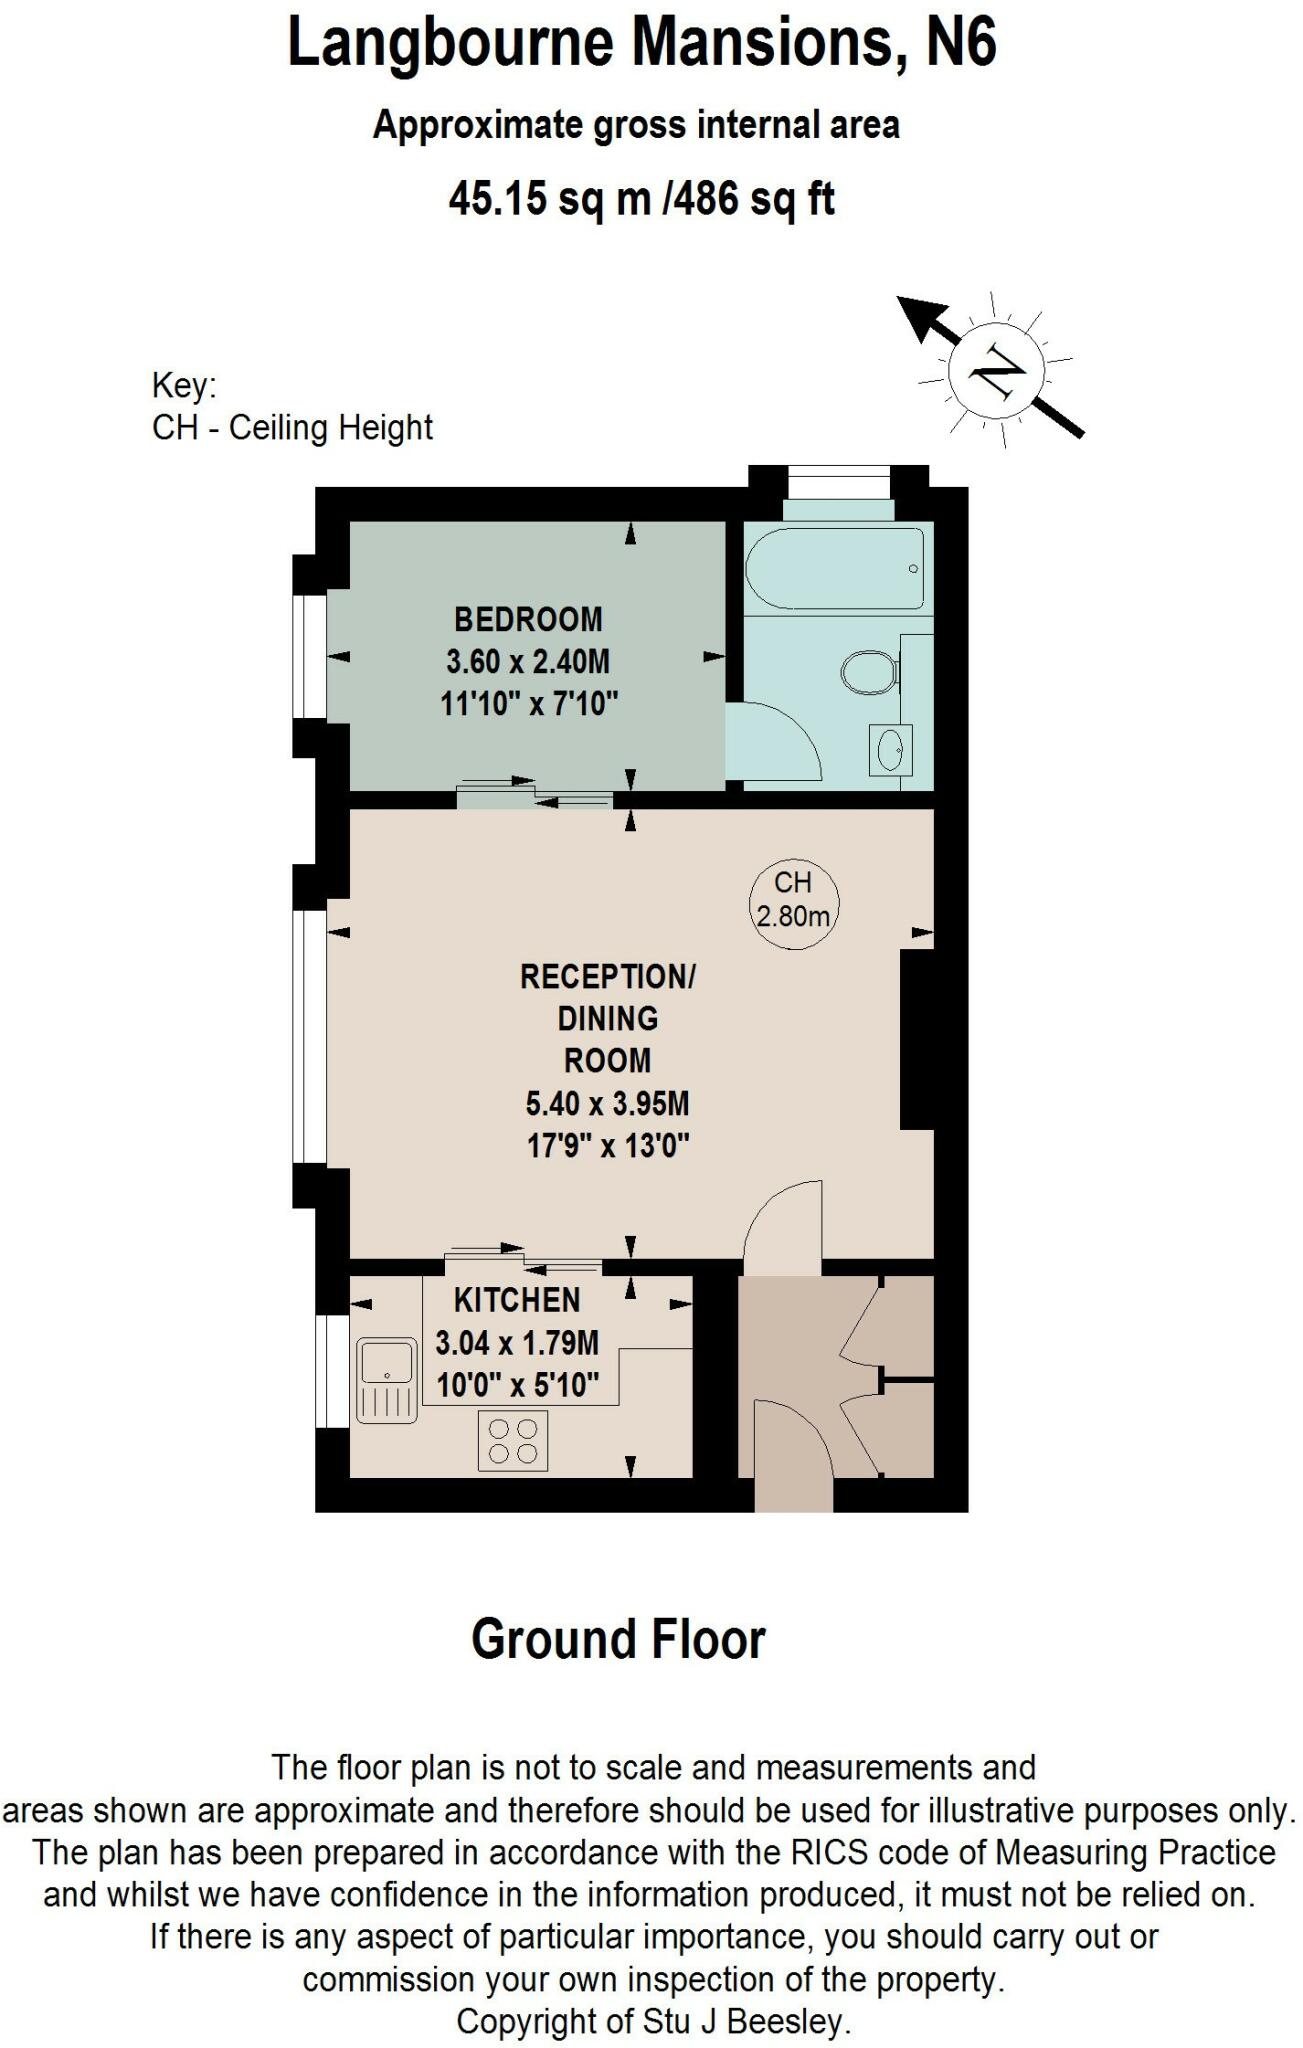 Langbourne Mansions, N6
Approximate gross internal area
45.15 sq m /486 sq ft
N
Key:
CH - Ceiling Height
BEDROOM
3.60 x 2.40M
11'10" x 7'10"
CH
2.80m
RECEPTION/
DINING
ROOM
5.40 x 3.95M
17'9" x 13'0"
KITCHEN
3.04 x 1.79M
10'0" x 5'10"
Ground Floor
The floor plan is not to scale and measurements and
areas shown are approximate and therefore should be used for illustrative purposes only.
The plan has been prepared in accordance with the RICS code of Measuring Practice
and whilst we have confidence in the information produced, it must not be relied on.
If there is any aspect of particular importance, you should carry out or
commission your own inspection of the property.
Copyright of Stu J Beesley.